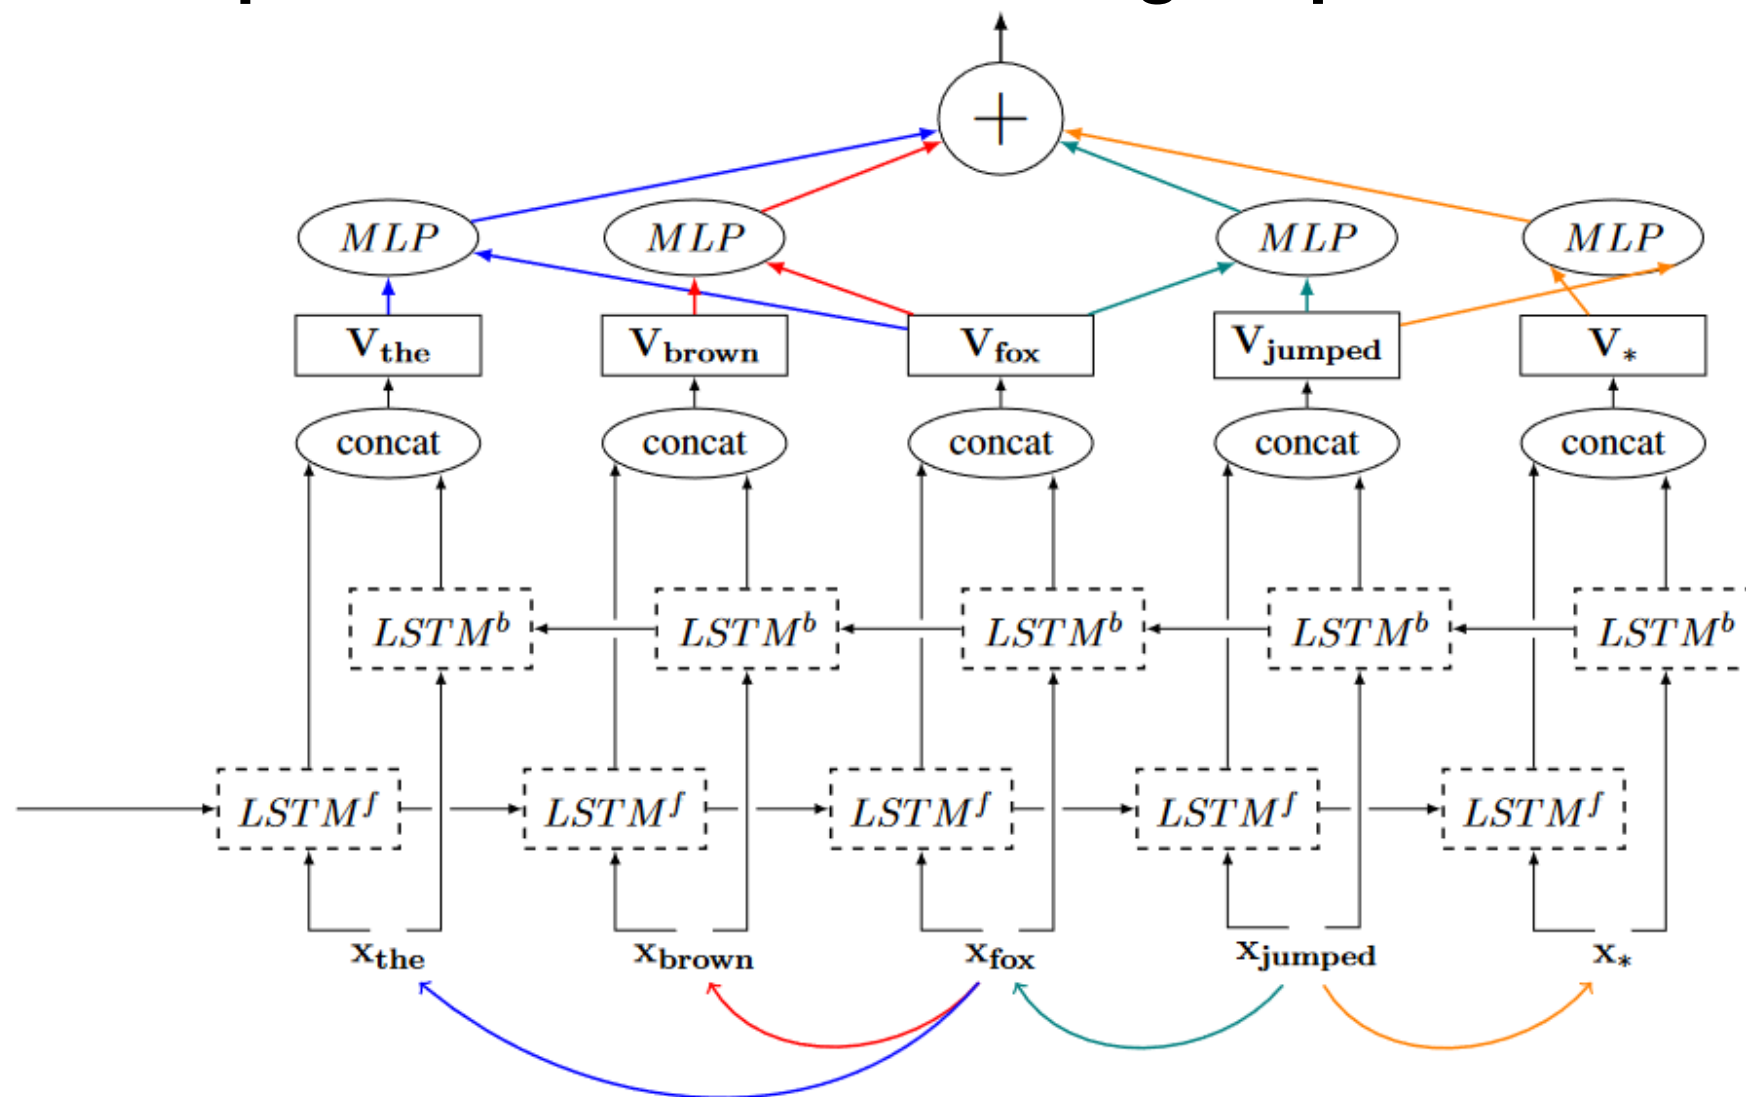 +
MLP MLP MLP MLP
V_the V_brown V_fox V_jumped V_*
concat concat concat concat concat
LSTM^b LSTM^b LSTM^b LSTM^b LSTM^b
LSTM^f LSTM^f LSTM^f LSTM^f LSTM^f
x_the x_brown x_fox x_jumped x_*